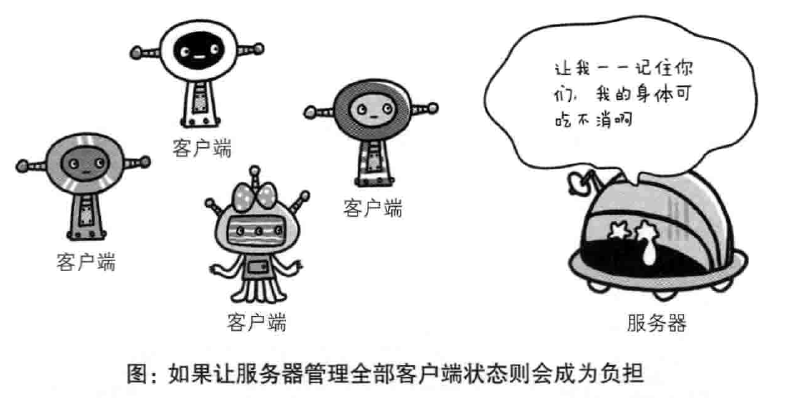 让我一一记住你
们，我的身体可
吃不消啊
客户端
客户端
客户端
客户端
服务器
图：如果让服务器管理全部客户端状态则会成为负担